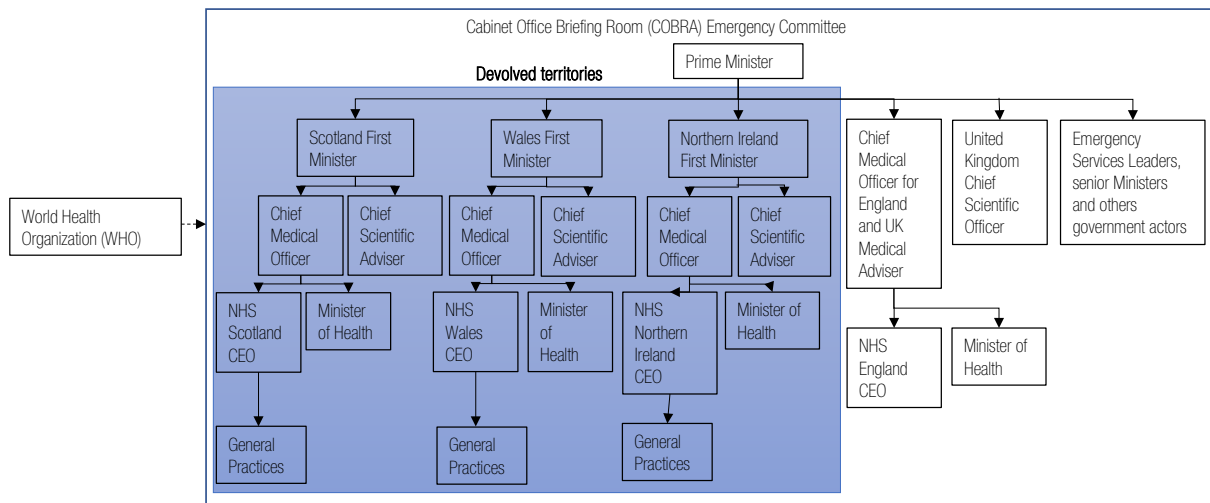 Cabinet Office Briefing Room (COBRA) Emergency Committee
Prime Minister
Devolved territories
Scotland First
Minister
Wales First
Minister
Northern Ireland
First Minister
Chief
Medical
Officer for
England
and UK
Medical
Adviser
United
Kingdom
Chief
Scientific
Officer
Emergency
Services Leaders,
senior Ministers
and others
government actors
World Health
Organization (WHO)
Chief
Medical
Officer
Chief
Scientific
Adviser
Chief
Medical
Officer
Chief
Scientific
Adviser
Chief
Medical
Officer
Chief
Scientific
Adviser
NHS
Scotland
CEO
Minister
of Health
NHS
Wales
CEO
Minister
of
Health
NHS
Northern
Ireland
CEO
Minister of
Health
NHS
England
CEO
Minister of
Health
General
Practices
General
Practices
General
Practices